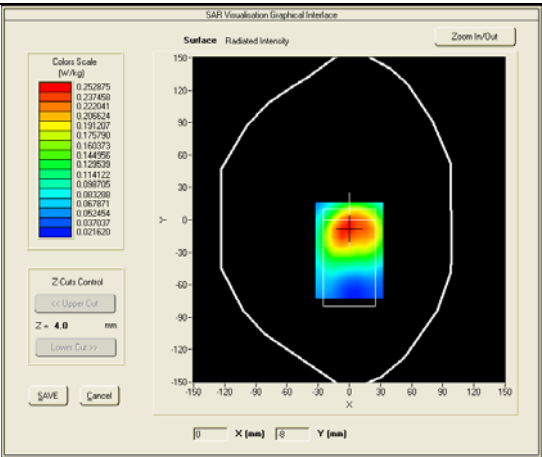 SAR Visualisation Graphical Interface
Surface Radiated Intensity
Zoom In/Out
Colors Scale
(W/kg)
0.252875
0.237458
0.222041
0.206624
0.191207
0.175790
0.160373
0.144956
0.129539
0.114122
0.098705
0.083288
0.067871
0.052454
0.037037
0.021620
Z-Cuts Control
<< Upper Cut
Z = 4.0 mm
Lower Cut >>
SAVE Cancel
150-
120-
90-
60-
30-
Y 0-
-30-
-60-
-90-
-120-
-150-
-150 -120 -90 -60 -30 0 30 60 90 120 150
X
0 X (mm) -8 Y (mm)